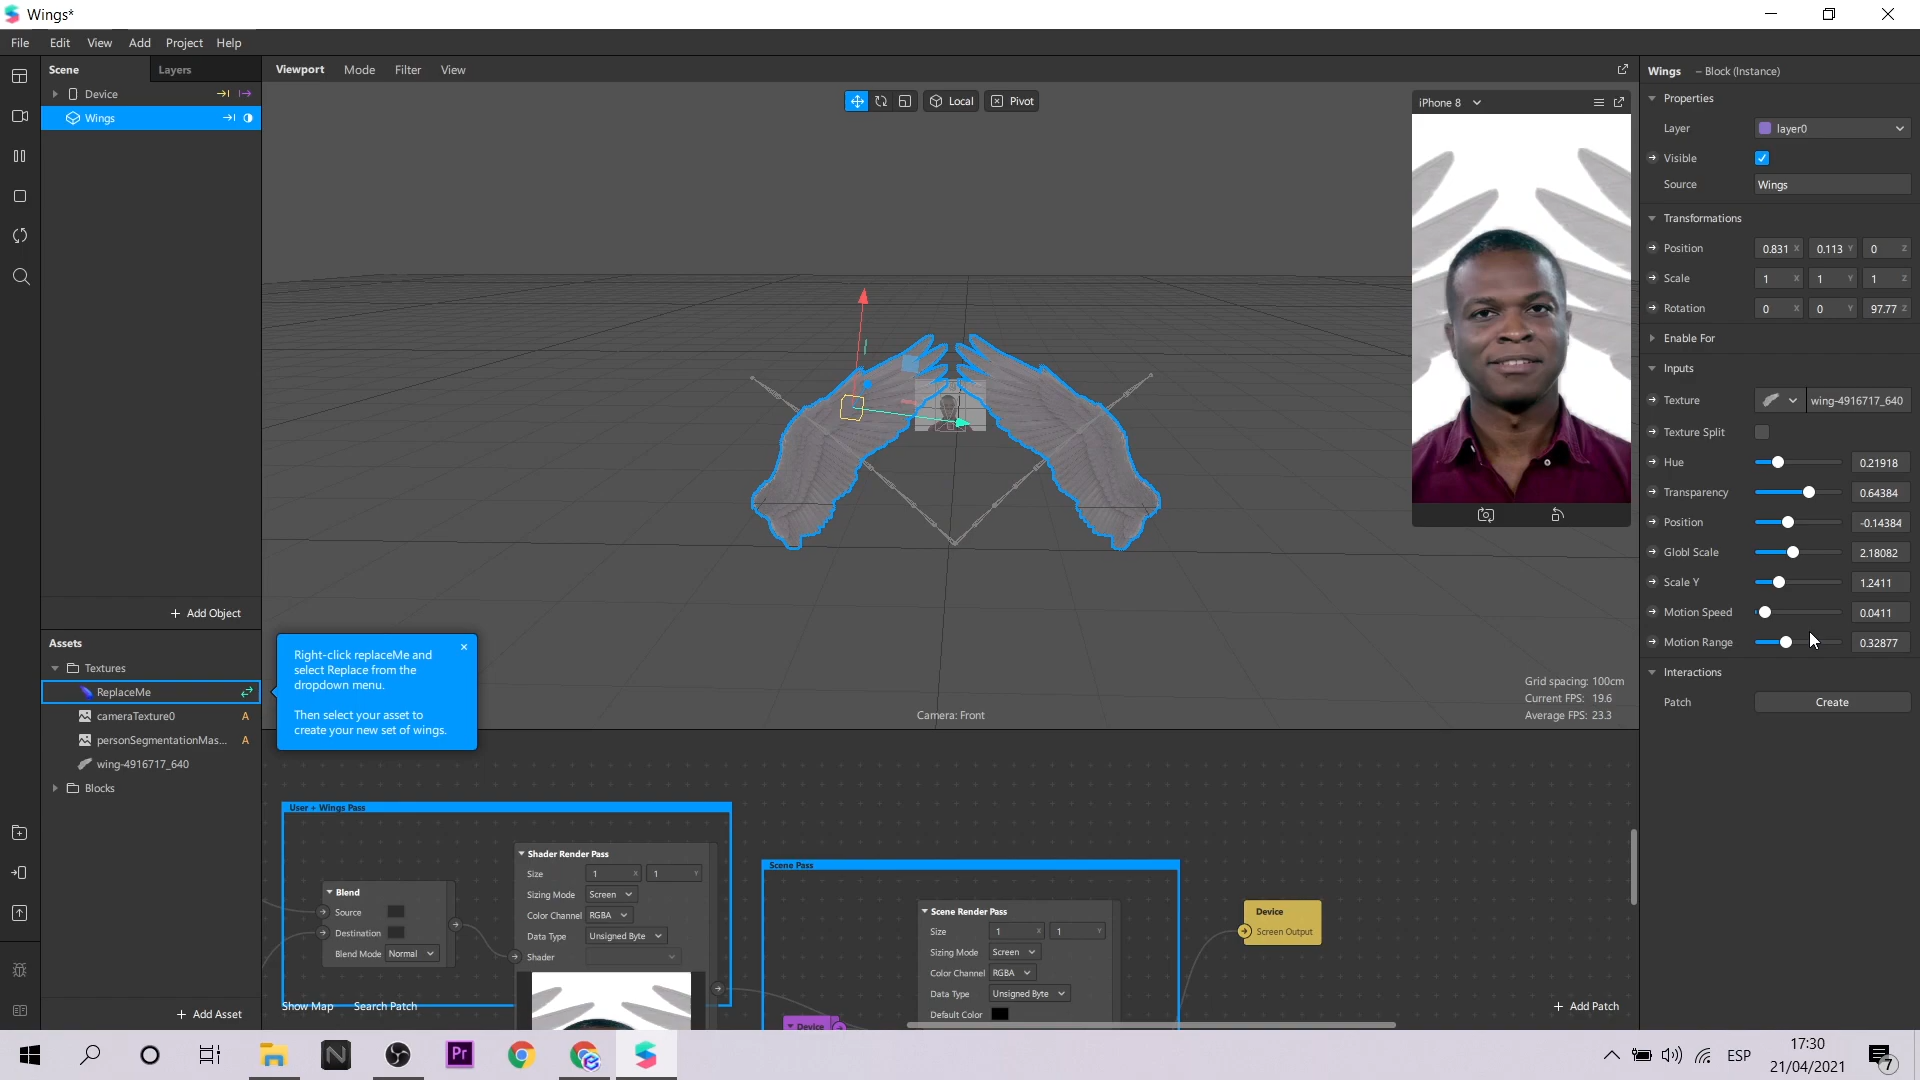 Wings*
File Edit View Add Project Help
Scene Layers
Device
Wings
+ Add Object
Assets
Textures
ReplaceMe
cameraTexture0 A
personSegmentationMas... A
wing-4916717_640
Blocks
+ Add Asset
Viewport Mode Filter View
Local Pivot
iPhone 8
Grid spacing: 100cm
Current FPS: 19.6
Average FPS: 23.3
Camera: Front
Right-click replaceMe and
select Replace from the
dropdown menu.
Then select your asset to
create your new set of wings.
User + Wings Pass
Blend
Source
Destination
Blend Mode Normal
Shader Render Pass
Size 1 X 1 Y
Sizing Mode Screen
Color Channel RGBA
Data Type Unsigned Byte
Shader
Show Map Search Patch
Scene Pass
Device
Scene Render Pass
Size 1 X 1 Y
Sizing Mode Screen
Color Channel RGBA
Data Type Unsigned Byte
Default Color
Device
Screen Output
+ Add Patch
Wings – Block (Instance)
Properties
Layer layer0
Visible
Source Wings
Transformations
Position 0.831 X 0.113 Y 0 Z
Scale 1 X 1 Y 1 Z
Rotation 0 X 0 Y 97.77 Z
Enable For
Inputs
Texture wing-4916717_640
Texture Split
Hue 0.21918
Transparency 0.64384
Position -0.14384
Globl Scale 2.18082
Scale Y 1.2411
Motion Speed 0.0411
Motion Range 0.32877
Interactions
Patch Create
N
Pr
ESP
17:30
21/04/2021
7